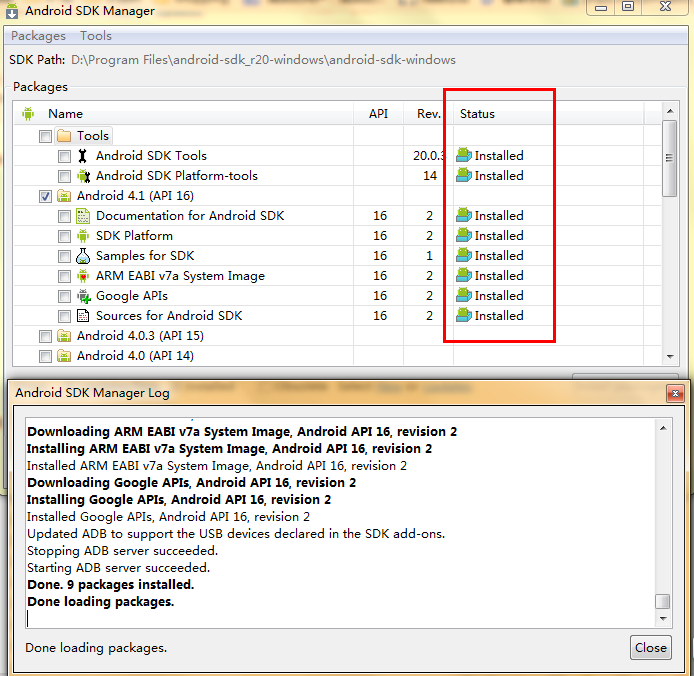 Android SDK Manager
Packages Tools
SDK Path: D:\Program Files\android-sdk_r20-windows\android-sdk-windows
Packages
Name API Rev. Status
Tools
Android SDK Tools 20.0.3 Installed
Android SDK Platform-tools 14 Installed
Android 4.1 (API 16)
Documentation for Android SDK 16 2 Installed
SDK Platform 16 2 Installed
Samples for SDK 16 1 Installed
ARM EABI v7a System Image 16 2 Installed
Google APIs 16 2 Installed
Sources for Android SDK 16 2 Installed
Android 4.0.3 (API 15)
Android 4.0 (API 14)
Android SDK Manager Log
Downloading ARM EABI v7a System Image, Android API 16, revision 2
Installing ARM EABI v7a System Image, Android API 16, revision 2
Installed ARM EABI v7a System Image, Android API 16, revision 2
Downloading Google APIs, Android API 16, revision 2
Installing Google APIs, Android API 16, revision 2
Installed Google APIs, Android API 16, revision 2
Updated ADB to support the USB devices declared in the SDK add-ons.
Stopping ADB server succeeded.
Starting ADB server succeeded.
Done. 9 packages installed.
Done loading packages.
Done loading packages.
Close